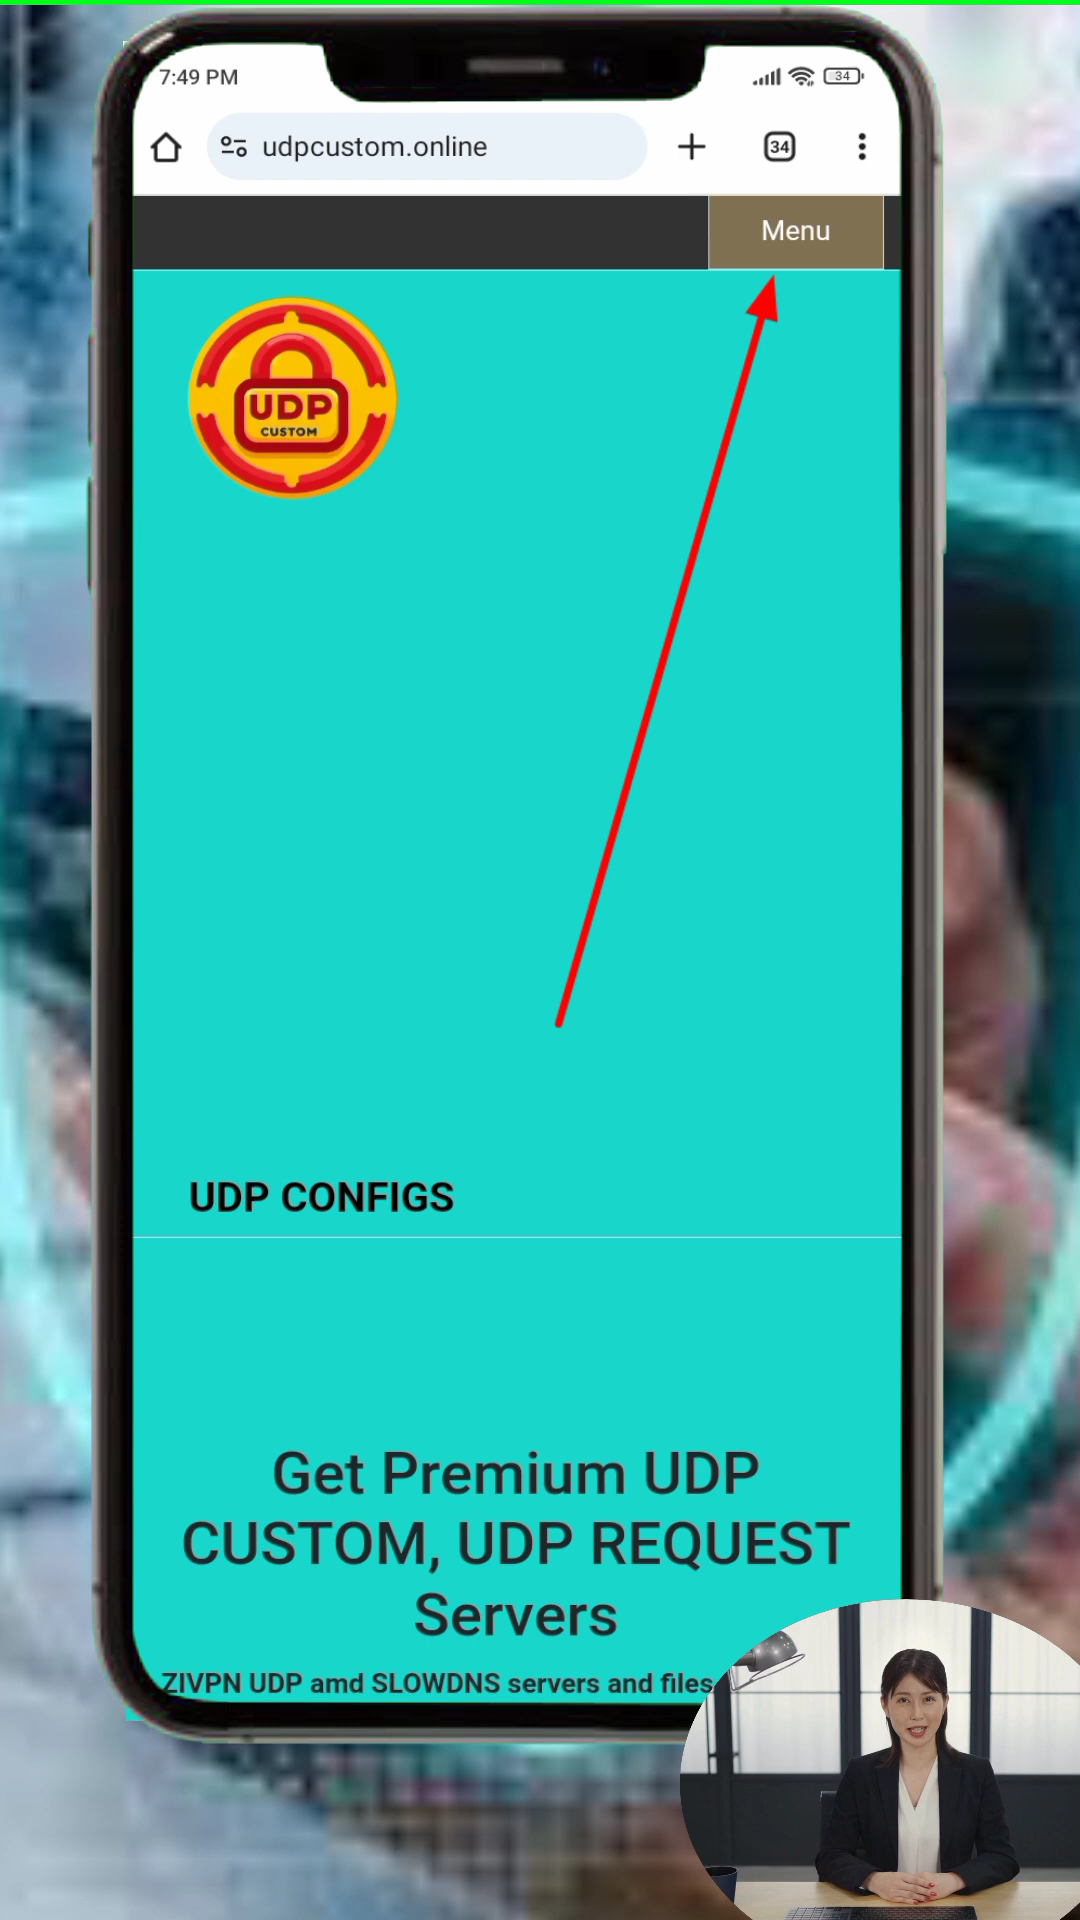 7:49 PM
34
udpcustom.online
34
Menu
UDP
CUSTOM
UDP CONFIGS
Get Premium UDP
CUSTOM, UDP REQUEST
Servers
ZIVPN UDP amd SLOWDNS servers and files